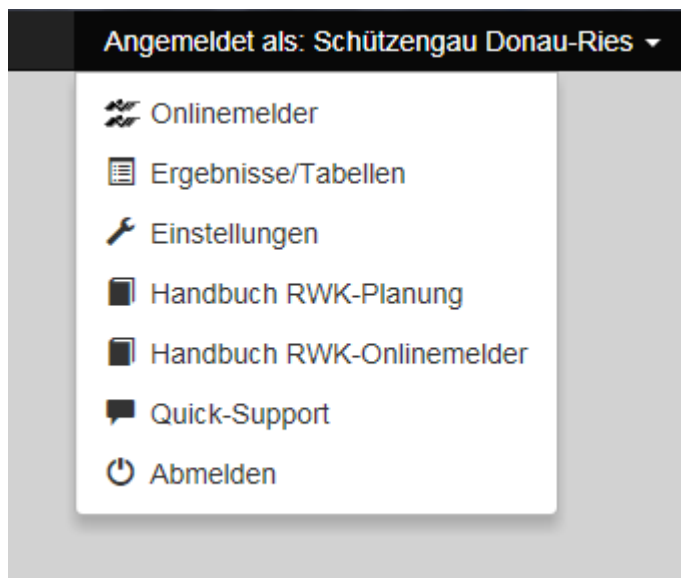 Angemeldet als: Schützengau Donau-Ries
Onlinemelder
Ergebnisse/Tabellen
Einstellungen
Handbuch RWK-Planung
Handbuch RWK-Onlinemelder
Quick-Support
Abmelden